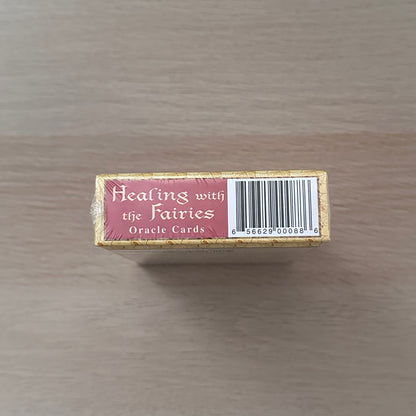 Healing with
the Fairies
Oracle Cards
6 56629 00088 6